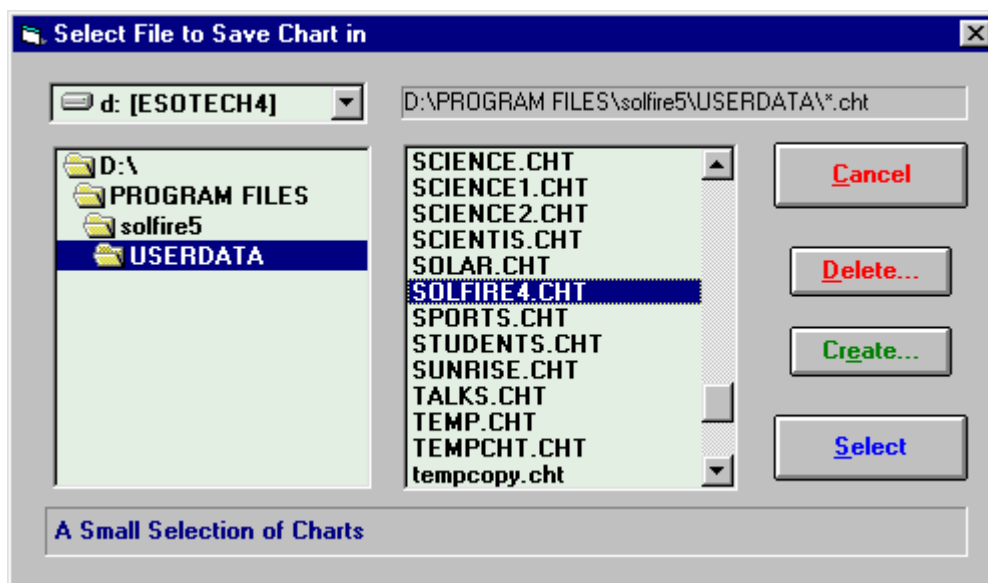 Select File to Save Chart in
d: [ESOTECH4]
D:\PROGRAM FILES\solfire5\USERDATA\*.cht
D:\
PROGRAM FILES
solfire5
USERDATA
SCIENCE.CHT
SCIENCE1.CHT
SCIENCE2.CHT
SCIENTIS.CHT
SOLAR.CHT
SOLFIRE4.CHT
SPORTS.CHT
STUDENTS.CHT
SUNRISE.CHT
TALKS.CHT
TEMP.CHT
TEMPCHT.CHT
tempcopy.cht
Cancel
Delete...
Create...
Select
A Small Selection of Charts